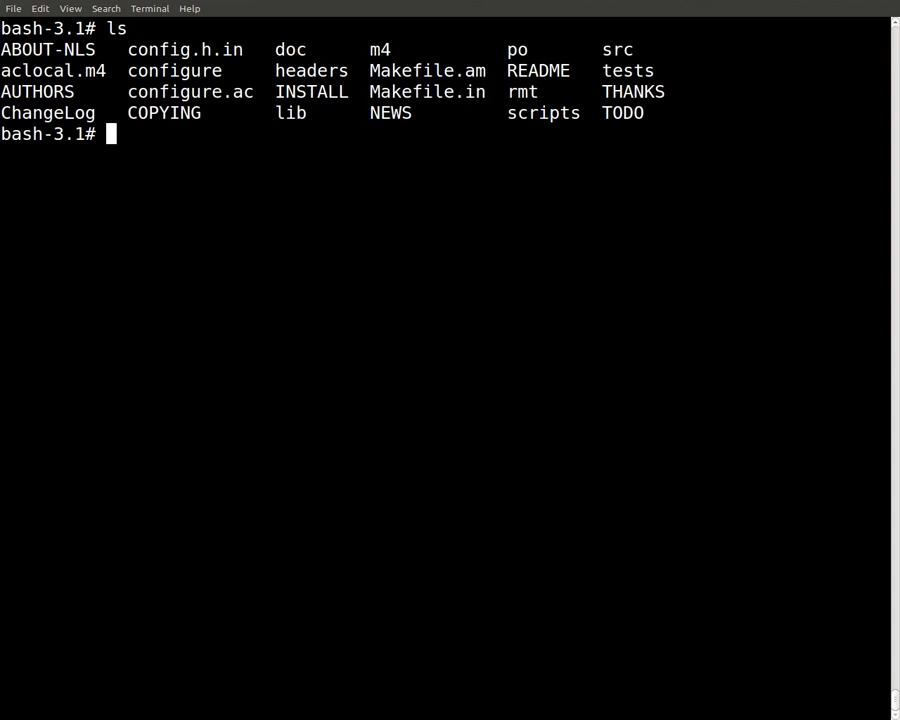 File Edit View Search Terminal Help
bash-3.1# ls
ABOUT-NLS config.h.in doc m4 po src
aclocal.m4 configure headers Makefile.am README tests
AUTHORS configure.ac INSTALL Makefile.in rmt THANKS
ChangeLog COPYING lib NEWS scripts TODO
bash-3.1#